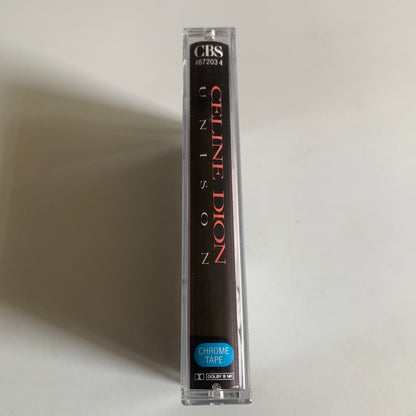 CBS
467203 4
CELINE DION
UNISON
CHROME
TAPE
DOLBY B NR